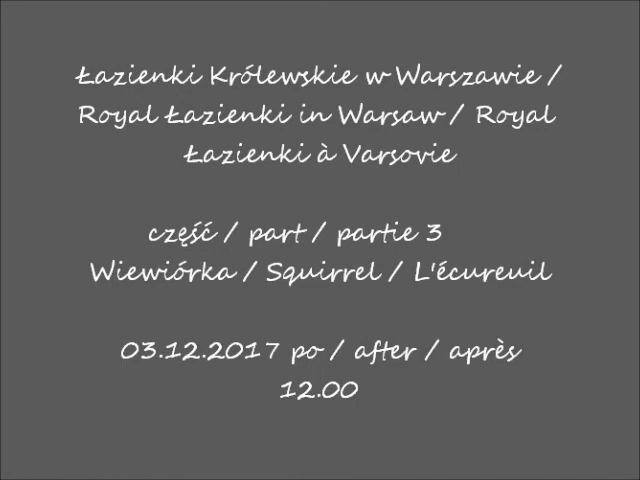 Łazienki Królewskie w Warszawie /
Royal Łazienki in Warsaw / Royal
Łazienki à Varsovie
część / part / partie 3
Wiewiórka / Squirrel / L'écureuil
03.12.2017 po / after / après
12.00